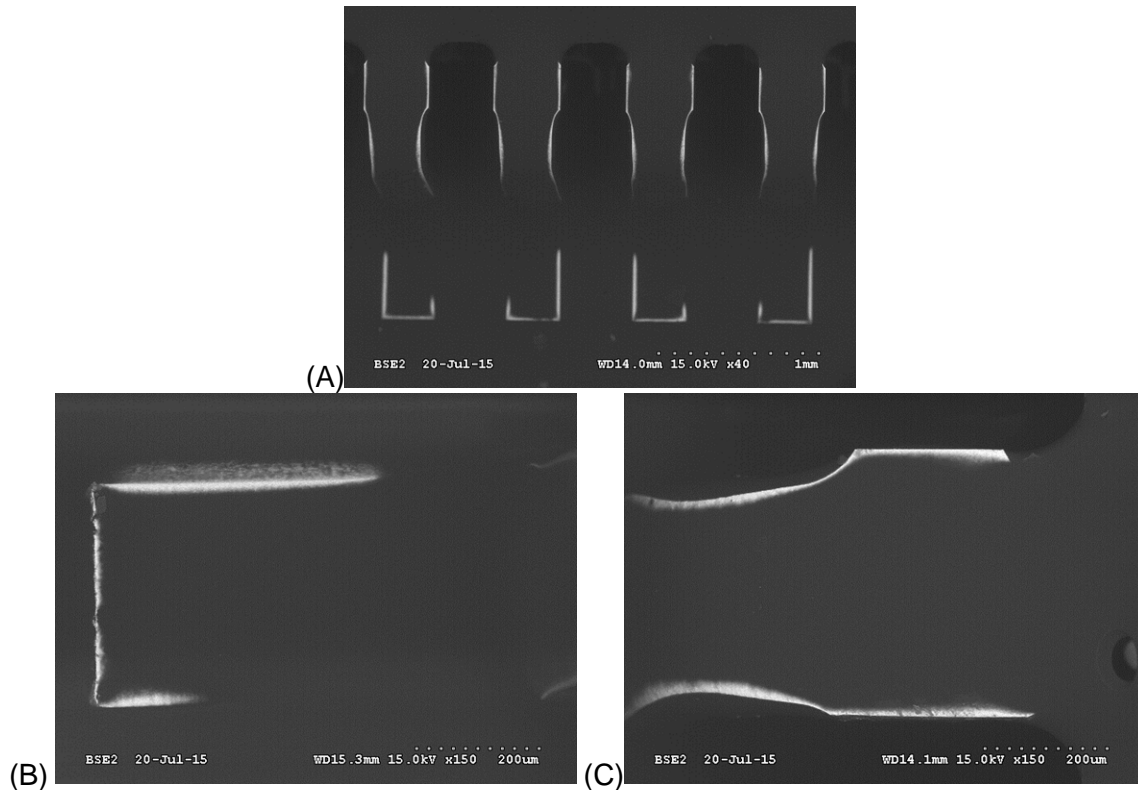 BSE2 20-Jul-15 WD14.0mm 15.0kV x40 1mm
(A)
BSE2 20-Jul-15 WD15.3mm 15.0kV x150 200um
(B)
BSE2 20-Jul-15 WD14.1mm 15.0kV x150 200um
(C)